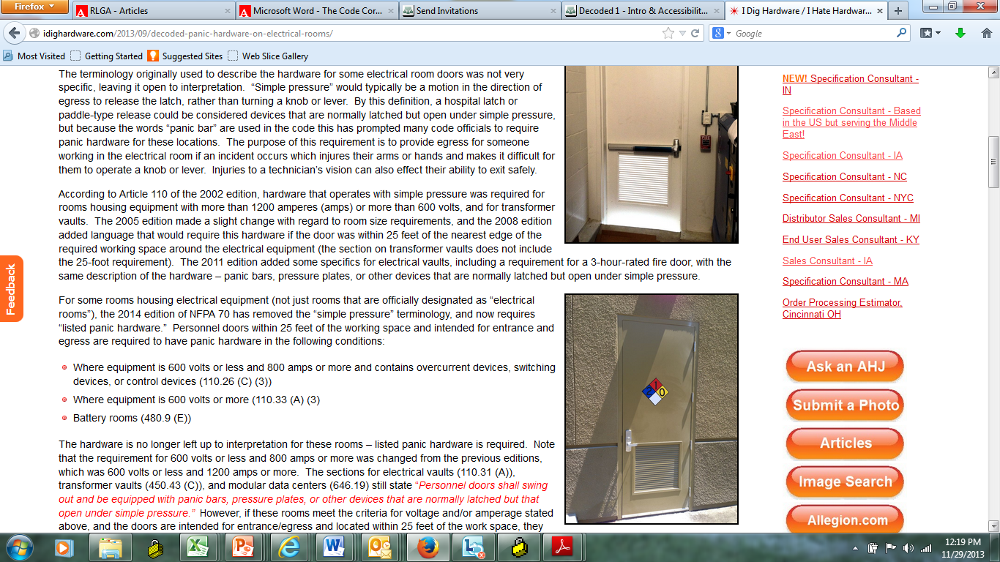 Firefox
RLGA - Articles
Microsoft Word - The Code Cor...
Send Invitations
Decoded 1 - Intro & Accessibilit...
I Dig Hardware / I Hate Hardwar...
idighardware.com/2013/09/decoded-panic-hardware-on-electrical-rooms/
Google
Most Visited
Getting Started
Suggested Sites
Web Slice Gallery
The terminology originally used to describe the hardware for some electrical room doors was not very
specific, leaving it open to interpretation. “Simple pressure” would typically be a motion in the direction of
egress to release the latch, rather than turning a knob or lever. By this definition, a hospital latch or
paddle-type release could be considered devices that are normally latched but open under simple pressure,
but because the words “panic bar” are used in the code this has prompted many code officials to require
panic hardware for these locations. The purpose of this requirement is to provide egress for someone
working in the electrical room if an incident occurs which injures their arms or hands and makes it difficult for
them to operate a knob or lever. Injuries to a technician’s vision can also effect their ability to exit safely.
According to Article 110 of the 2002 edition, hardware that operates with simple pressure was required for
rooms housing equipment with more than 1200 amperes (amps) or more than 600 volts, and for transformer
vaults. The 2005 edition made a slight change with regard to room size requirements, and the 2008 edition
added language that would require this hardware if the door was within 25 feet of the nearest edge of the
required working space around the electrical equipment (the section on transformer vaults does not include
the 25-foot requirement). The 2011 edition added some specifics for electrical vaults, including a requirement for a 3-hour-rated fire door, with the
same description of the hardware – panic bars, pressure plates, or other devices that are normally latched but open under simple pressure.
For some rooms housing electrical equipment (not just rooms that are officially designated as “electrical
rooms”), the 2014 edition of NFPA 70 has removed the “simple pressure” terminology, and now requires
“listed panic hardware.” Personnel doors within 25 feet of the working space and intended for entrance and
egress are required to have panic hardware in the following conditions:
Where equipment is 600 volts or less and 800 amps or more and contains overcurrent devices, switching
devices, or control devices (110.26 (C) (3))
Where equipment is 600 volts or more (110.33 (A) (3)
Battery rooms (480.9 (E))
The hardware is no longer left up to interpretation for these rooms – listed panic hardware is required. Note
that the requirement for 600 volts or less and 800 amps or more was changed from the previous editions,
which was 600 volts or less and 1200 amps or more. The sections for electrical vaults (110.31 (A)),
transformer vaults (450.43 (C)), and modular data centers (646.19) still state “Personnel doors shall swing
out and be equipped with panic bars, pressure plates, or other devices that are normally latched but that
open under simple pressure.” However, if these rooms meet the criteria for voltage and/or amperage stated
above, and the doors are intended for entrance/egress and located within 25 feet of the work space, they
1
2
0
NEW! Specification Consultant -
IN
Specification Consultant - Based
in the US but serving the Middle
East!
Specification Consultant - IA
Specification Consultant - NC
Specification Consultant - NYC
Distributor Sales Consultant - MI
End User Sales Consultant - KY
Sales Consultant - IA
Specification Consultant - MA
Order Processing Estimator,
Cincinnati OH
Ask an AHJ
Submit a Photo
Articles
Image Search
Allegion.com
Feedback
12:19 PM
11/29/2013